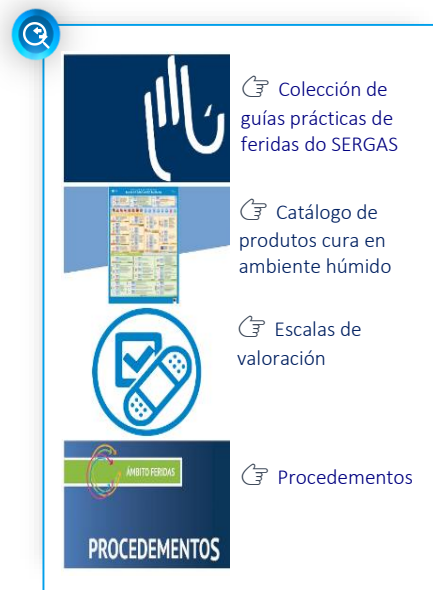 ☞ Colección de
guías prácticas de
feridas do SERGAS
☞ Catálogo de
produtos cura en
ambiente húmido
☞ Escalas de
valoración
ÁMBITO FERIDAS
PROCEDEMENTOS
☞ Procedementos